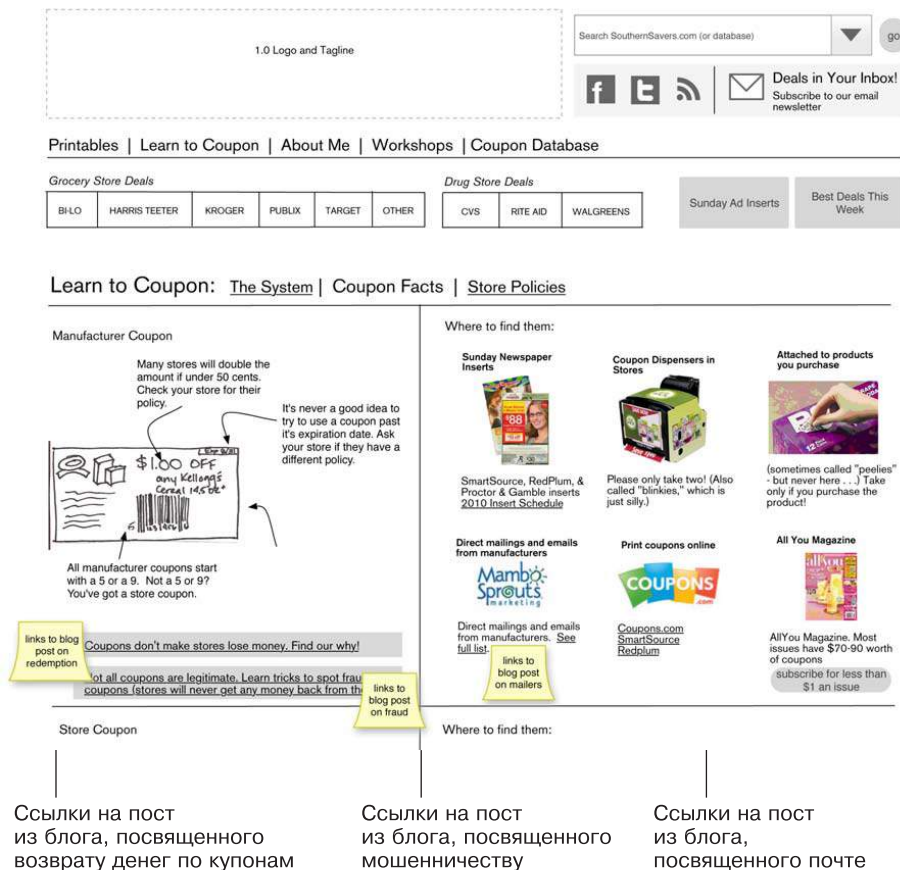 1.0 Logo and Tagline
Search SouthernSavers.com (or database)
go
Deals in Your Inbox!
Subscribe to our email
newsletter
Printables | Learn to Coupon | About Me | Workshops | Coupon Database
Grocery Store Deals
BI-LO HARRIS TEETER KROGER PUBLIX TARGET OTHER
Drug Store Deals
CVS RITE AID WALGREENS
Sunday Ad Inserts
Best Deals This
Week
Learn to Coupon: The System | Coupon Facts | Store Policies
Manufacturer Coupon
Many stores will double the
amount if under 50 cents.
Check your store for their
policy.
It's never a good idea to
try to use a coupon past
it's expiration date. Ask
your store if they have a
different policy.
$1.00 OFF
any Kellogg's
Cereal 14.5 oz+
All manufacturer coupons start
with a 5 or a 9. Not a 5 or 9?
You've got a store coupon.
links to blog
post on
redemption
Coupons don't make stores lose money. Find our why!
Not all coupons are legitimate. Learn tricks to spot frau
coupons (stores will never get any money back from the
links to
blog post
on fraud
Where to find them:
Sunday Newspaper
Inserts
$88
SmartSource, RedPlum, &
Proctor & Gamble inserts
2010 Insert Schedule
Coupon Dispensers in
Stores
Please only take two! (Also
called "blinkies," which is
just silly.)
Attached to products
you purchase
(sometimes called "peelies"
- but never here . . .) Take
only if you purchase the
product!
Direct mailings and emails
from manufacturers
Mambo
Sprouts
marketing
Direct mailings and emails
from manufacturers. See
full list.
links to
blog post
on mailers
Print coupons online
COUPONS
.com
Coupons.com
SmartSource
Redplum
All You Magazine
allyou
AllYou Magazine. Most
issues have $70-90 worth
of coupons
subscribe for less than
$1 an issue
Store Coupon
Where to find them:
Ссылки на пост
из блога, посвященного
возврату денег по купонам
Ссылки на пост
из блога, посвященного
мошенничеству
Ссылки на пост
из блога,
посвященного почте